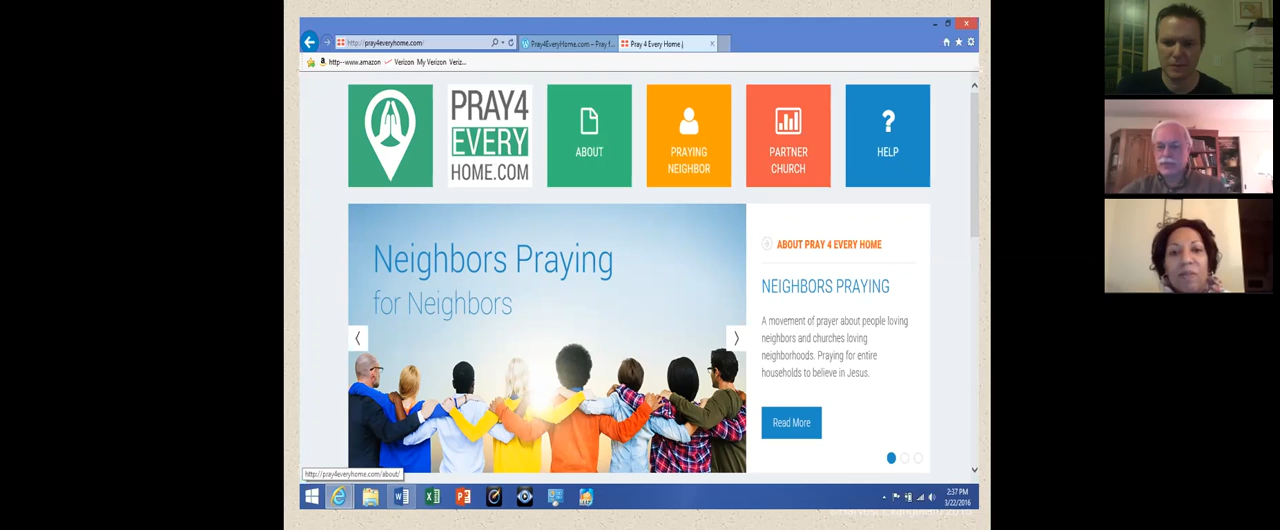 http://pray4everyhome.com/
Pray4EveryHome.com – Pray f...
Pray 4 Every Home |
http--www.amazon
Verizon My Verizon Veriz...
PRAY4
EVERY
HOME.COM
ABOUT
PRAYING
NEIGHBOR
PARTNER
CHURCH
HELP
Neighbors Praying
for Neighbors
ABOUT PRAY 4 EVERY HOME
NEIGHBORS PRAYING
A movement of prayer about people loving
neighbors and churches loving
neighborhoods. Praying for entire
households to believe in Jesus.
Read More
http://pray4everyhome.com/about/
2:37 PM
3/22/2016